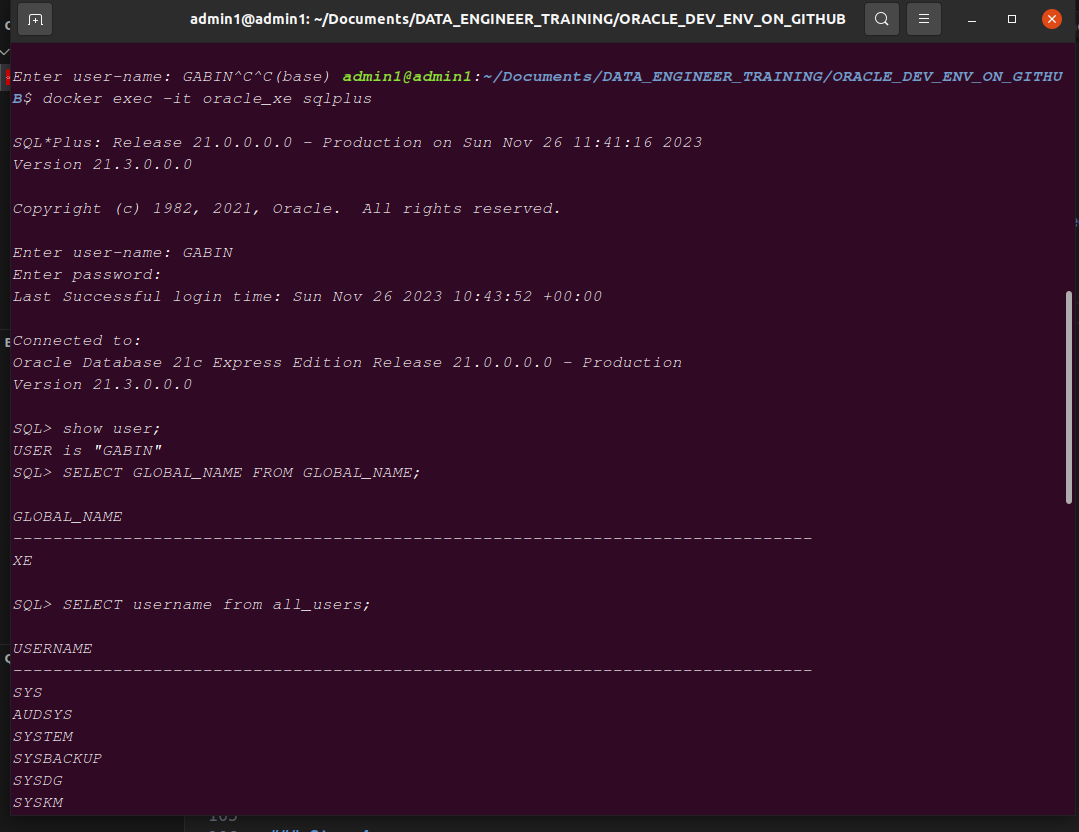 admin1@admin1: ~/Documents/DATA_ENGINEER_TRAINING/ORACLE_DEV_ENV_ON_GITHUB
Enter user-name: GABIN^C^C(base) admin1@admin1:~/Documents/DATA_ENGINEER_TRAINING/ORACLE_DEV_ENV_ON_GITHU
B$ docker exec -it oracle_xe sqlplus
SQL*Plus: Release 21.0.0.0.0 - Production on Sun Nov 26 11:41:16 2023
Version 21.3.0.0.0
Copyright (c) 1982, 2021, Oracle.  All rights reserved.
Enter user-name: GABIN
Enter password:
Last Successful login time: Sun Nov 26 2023 10:43:52 +00:00
Connected to:
Oracle Database 21c Express Edition Release 21.0.0.0.0 - Production
Version 21.3.0.0.0
SQL> show user;
USER is "GABIN"
SQL> SELECT GLOBAL_NAME FROM GLOBAL_NAME;
GLOBAL_NAME
--------------------------------------------------------------------------------
XE
SQL> SELECT username from all_users;
USERNAME
--------------------------------------------------------------------------------
SYS
AUDSYS
SYSTEM
SYSBACKUP
SYSDG
SYSKM